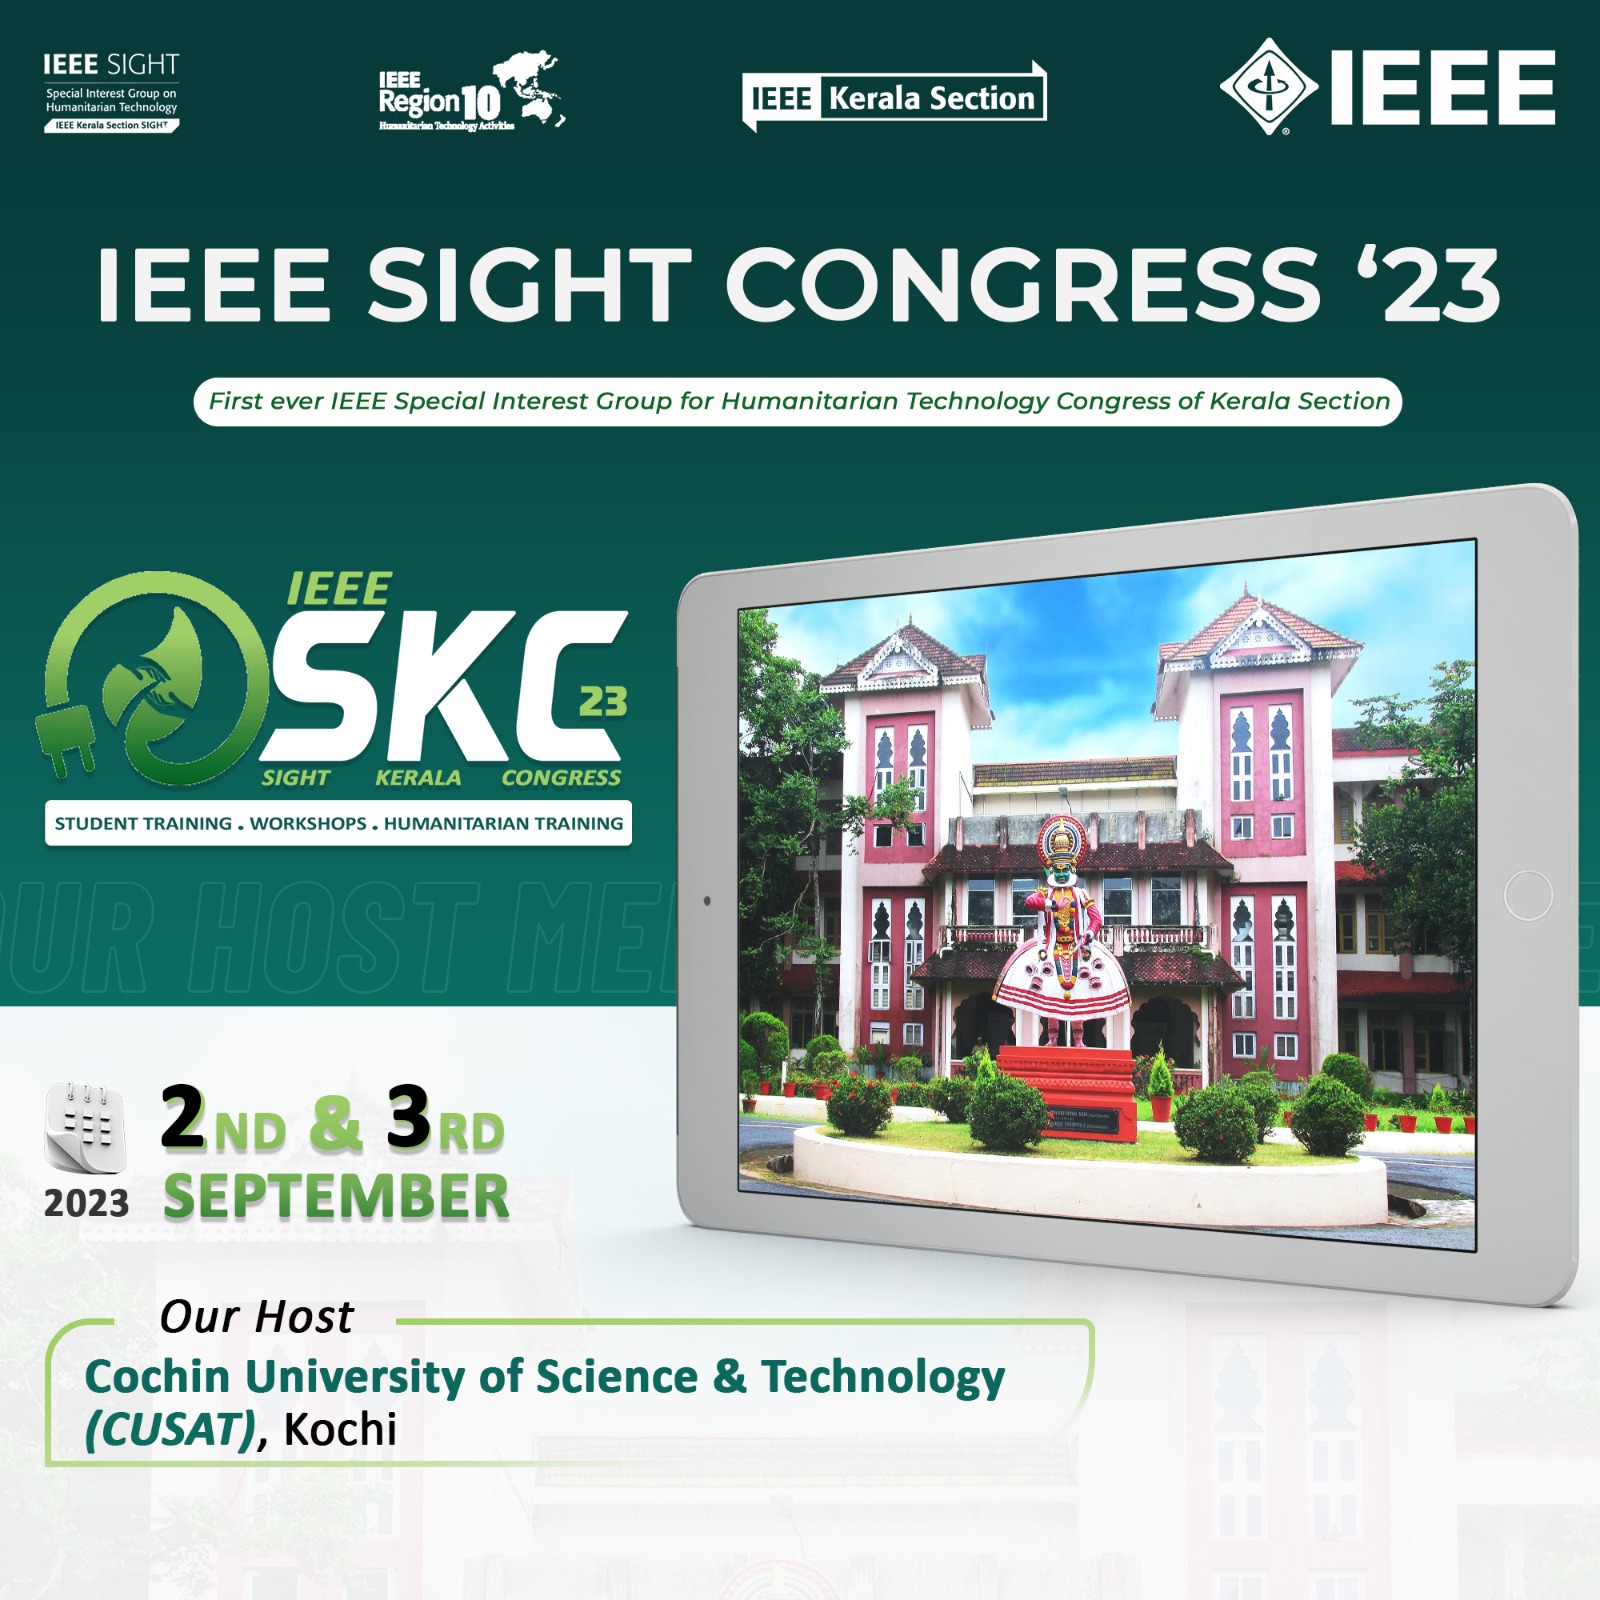 IEEE SIGHT
Special Interest Group on
Humanitarian Technology
IEEE Kerala Section SIGHT
IEEE
Region 10
Humanitarian Technology Activities
IEEE Kerala Section
IEEE
IEEE SIGHT CONGRESS ‘23
First ever IEEE Special Interest Group for Humanitarian Technology Congress of Kerala Section
IEEE
SKC 23
SIGHT KERALA CONGRESS
STUDENT TRAINING . WORKSHOPS . HUMANITARIAN TRAINING
OUR HOST
2ND & 3RD
2023 SEPTEMBER
Our Host
Cochin University of Science & Technology
(CUSAT), Kochi